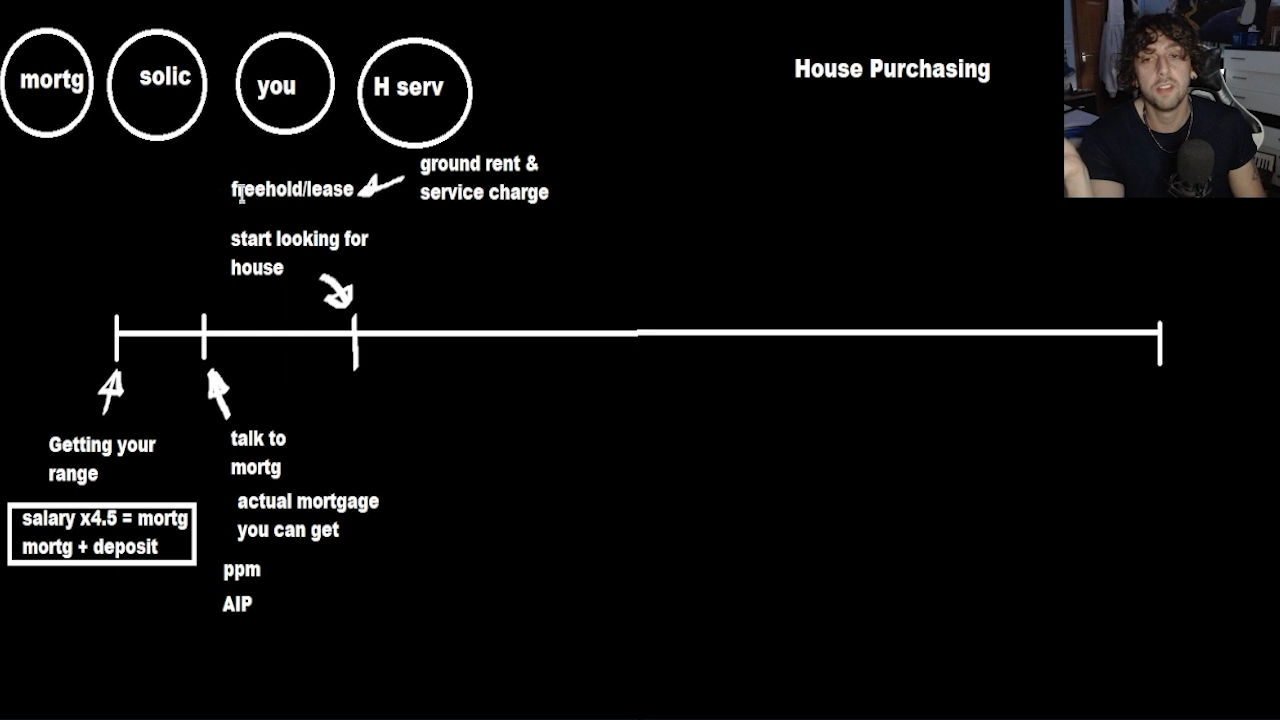 mortg
solic
you
H serv
House Purchasing
ground rent &
service charge
freehold/lease
start looking for
house
Getting your
range
salary x4.5 = mortg
mortg + deposit
talk to
mortg
actual mortgage
you can get
ppm
AIP